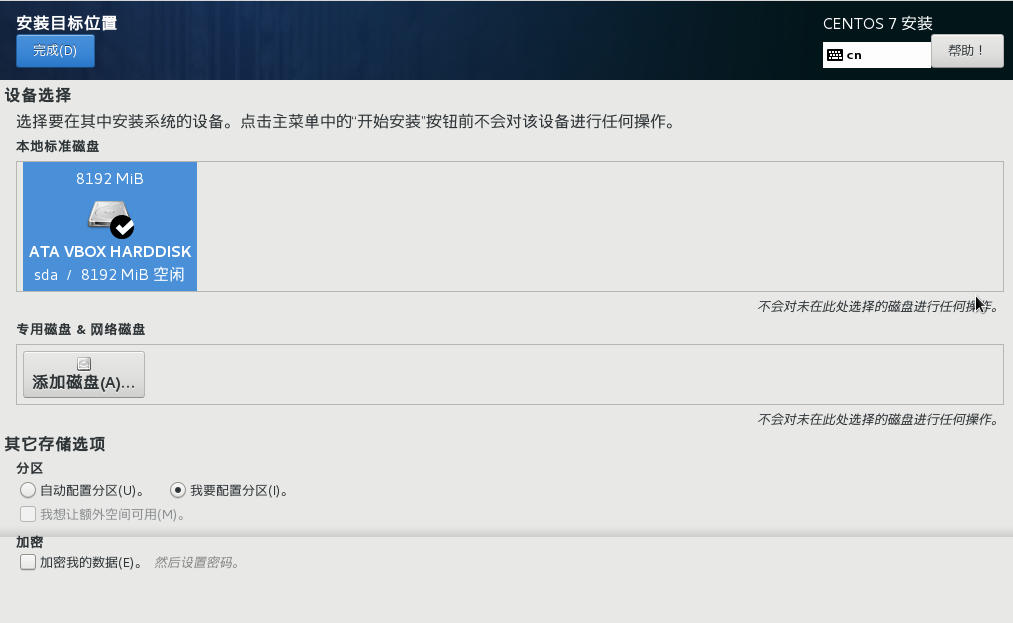 安装目标位置
CENTOS 7 安装
完成(D)
cn
帮助！
设备选择
选择要在其中安装系统的设备。点击主菜单中的“开始安装”按钮前不会对该设备进行任何操作。
本地标准磁盘
8192 MiB
ATA VBOX HARDDISK
sda / 8192 MiB 空闲
不会对未在此处选择的磁盘进行任何操作。
专用磁盘 & 网络磁盘
添加磁盘(A)...
不会对未在此处选择的磁盘进行任何操作。
其它存储选项
分区
自动配置分区(U)。 我要配置分区(I)。
我想让额外空间可用(M)。
加密
加密我的数据(E)。 然后设置密码。